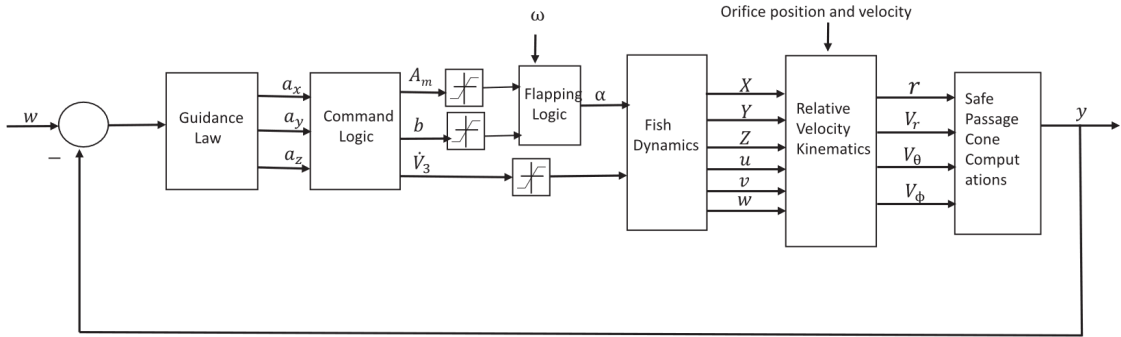 Orifice position and velocity
ω
w
−
Guidance
Law
a_x
a_y
a_z
Command
Logic
A_m
b
V̇_3
Flapping
Logic
α
Fish
Dynamics
X
Y
Z
u
v
w
Relative
Velocity
Kinematics
r
V_r
V_θ
V_ϕ
Safe
Passage
Cone
Comput
ations
y